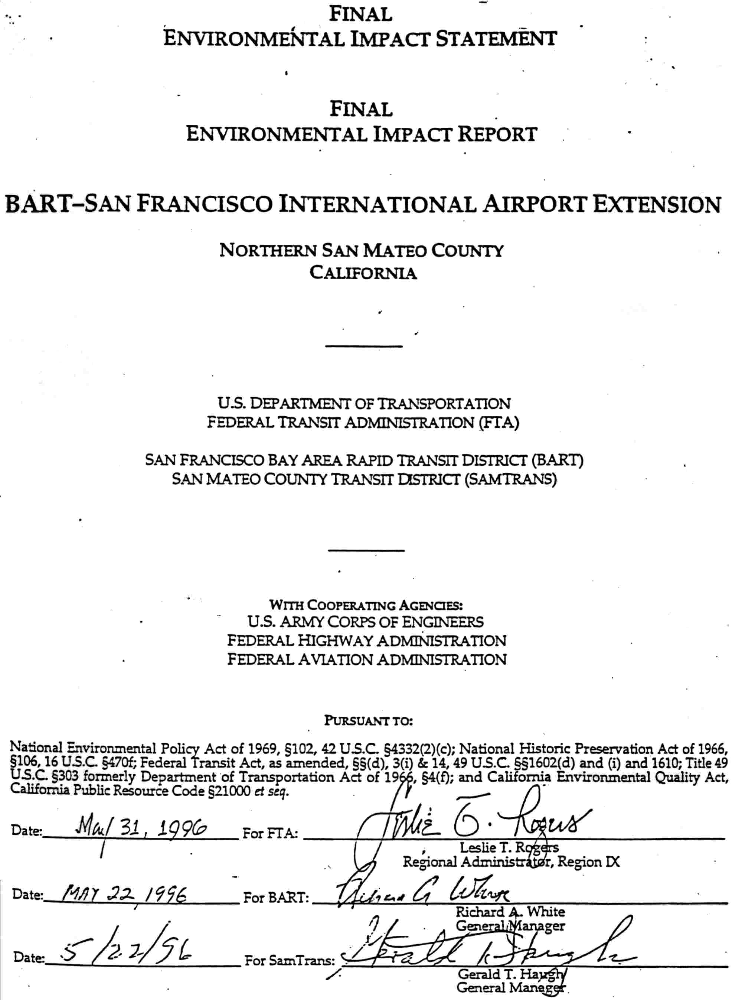 FINAL
ENVIRONMENTAL IMPACT STATEMENT
FINAL
ENVIRONMENTAL IMPACT REPORT
BART–SAN FRANCISCO INTERNATIONAL AIRPORT EXTENSION
NORTHERN SAN MATEO COUNTY
CALIFORNIA
U.S. DEPARTMENT OF TRANSPORTATION
FEDERAL TRANSIT ADMINISTRATION (FTA)
SAN FRANCISCO BAY AREA RAPID TRANSIT DISTRICT (BART)
SAN MATEO COUNTY TRANSIT DISTRICT (SAMTRANS)
WITH COOPERATING AGENCIES:
U.S. ARMY CORPS OF ENGINEERS
FEDERAL HIGHWAY ADMINISTRATION
FEDERAL AVIATION ADMINISTRATION
PURSUANT TO:
National Environmental Policy Act of 1969, §102, 42 U.S.C. §4332(2)(c); National Historic Preservation Act of 1966,
§106, 16 U.S.C. §470f; Federal Transit Act, as amended, §§(d), 3(i) & 14, 49 U.S.C. §§1602(d) and (i) and 1610; Title 49
U.S.C. §303 formerly Department of Transportation Act of 1966, §4(f); and California Environmental Quality Act,
California Public Resource Code §21000 et seq.
Date: May 31, 1996 For FTA: Leslie T. Rogers
Leslie T. Rogers
Regional Administrator, Region IX
Date: MAY 22, 1996 For BART: Richard A White
Richard A. White
General Manager
Date: 5/22/96 For SamTrans: Gerald T. Haugh
Gerald T. Haugh
General Manager